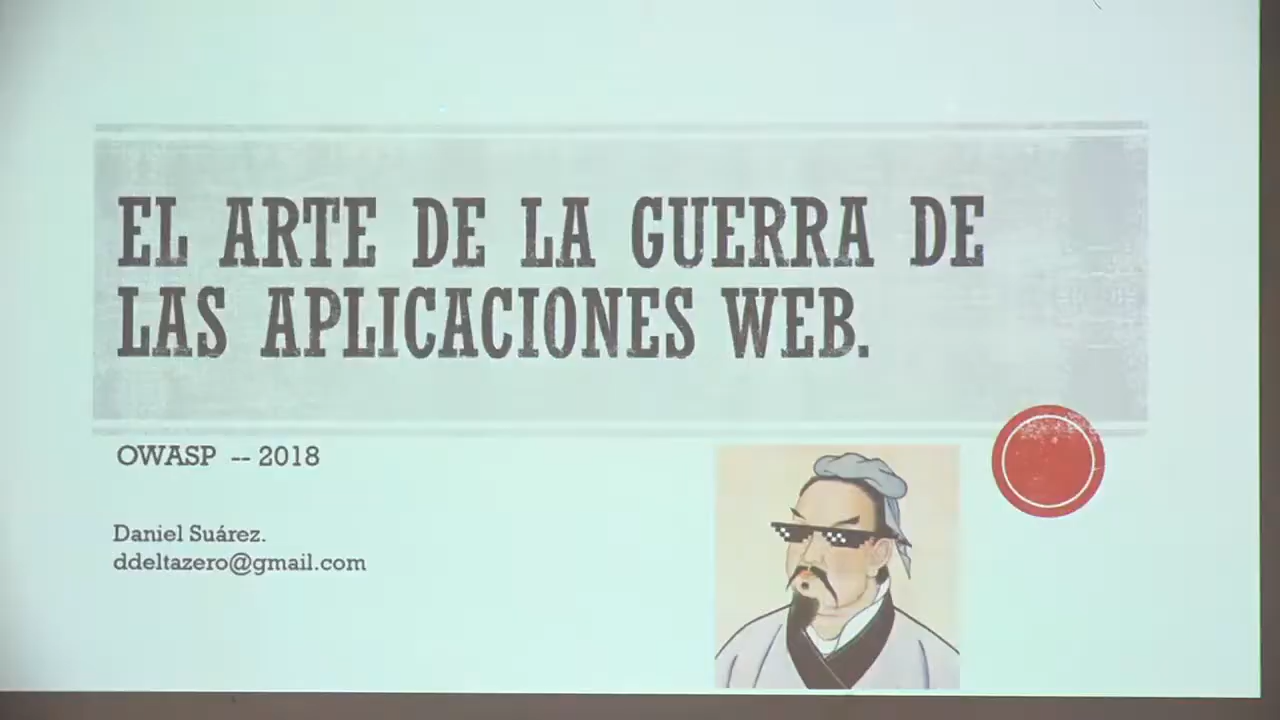 EL ARTE DE LA GUERRA DE
LAS APLICACIONES WEB.
OWASP -- 2018
Daniel Suárez.
ddeltazero@gmail.com